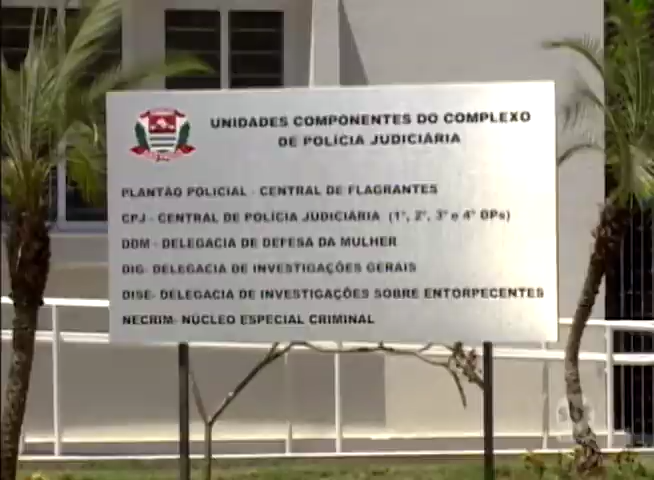 UNIDADES COMPONENTES DO COMPLEXO
DE POLÍCIA JUDICIÁRIA
PLANTÃO POLICIAL - CENTRAL DE FLAGRANTES
CPJ - CENTRAL DE POLÍCIA JUDICIÁRIA (1º, 2º, 3º e 4º DPs)
DDM - DELEGACIA DE DEFESA DA MULHER
DIG- DELEGACIA DE INVESTIGAÇÕES GERAIS
DISE- DELEGACIA DE INVESTIGAÇÕES SOBRE ENTORPECENTES
NECRIM- NÚCLEO ESPECIAL CRIMINAL